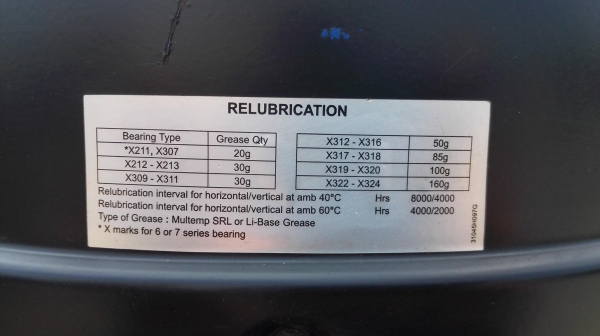 RELUBRICATION
Bearing Type Grease Qty
*X211, X307 20g
X212 - X213 30g
X309 - X311 30g
X312 - X316 50g
X317 - X318 85g
X319 - X320 100g
X322 - X324 160g
Relubrication interval for horizontal/vertical at amb 40°C Hrs 8000/4000
Relubrication interval for horizontal/vertical at amb 60°C Hrs 4000/2000
Type of Grease : Multemp SRL or Li-Base Grease
* X marks for 6 or 7 series bearing